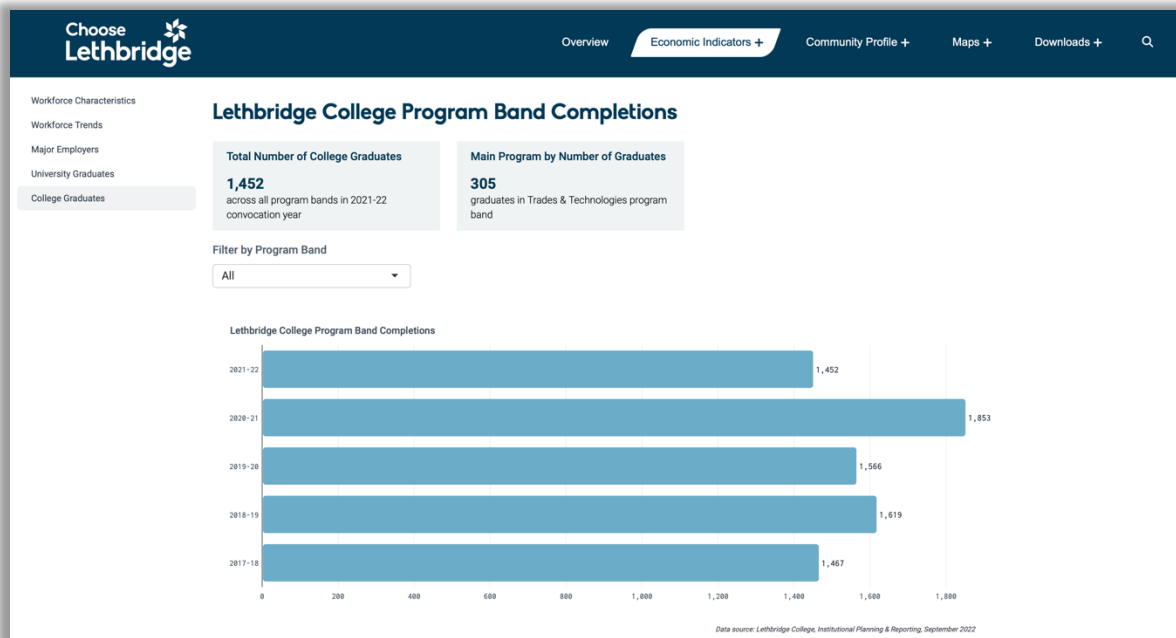 Choose
Lethbridge
Overview
Economic Indicators +
Community Profile +
Maps +
Downloads +
Workforce Characteristics
Workforce Trends
Major Employers
University Graduates
College Graduates
Lethbridge College Program Band Completions
Total Number of College Graduates
1,452
across all program bands in 2021-22
convocation year
Main Program by Number of Graduates
305
graduates in Trades & Technologies program
band
Filter by Program Band
All
Lethbridge College Program Band Completions
2021-22 1,452
2020-21 1,853
2019-20 1,566
2018-19 1,619
2017-18 1,467
0 200 400 600 800 1,000 1,200 1,400 1,600 1,800
Data source: Lethbridge College, Institutional Planning & Reporting, September 2022